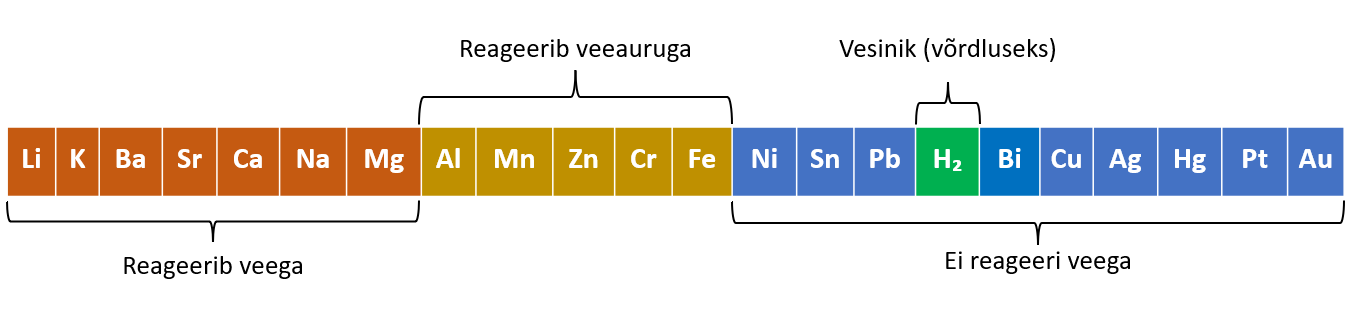 Reageerib veeauruga
Vesinik (võrdluseks)
Li K Ba Sr Ca Na Mg Al Mn Zn Cr Fe Ni Sn Pb H₂ Bi Cu Ag Hg Pt Au
Reageerib veega
Ei reageeri veega